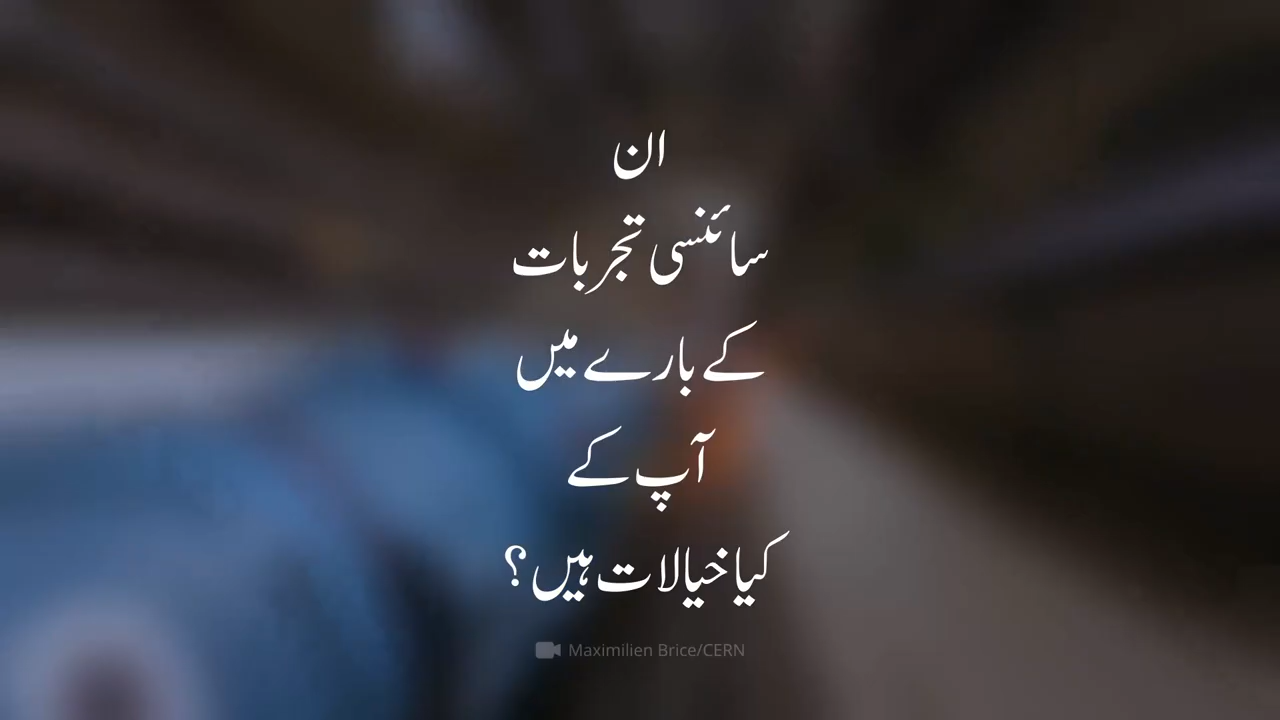 ان
سائنسی تجربات
کے بارے میں
آپ کے
کیا خیالات ہیں؟
Maximilien Brice/CERN